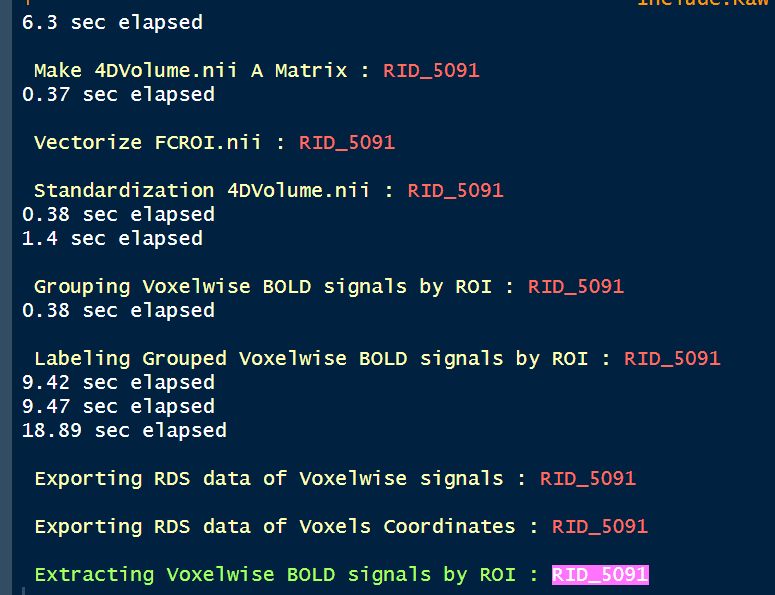 include.Raw
6.3 sec elapsed
Make 4DVolume.nii A Matrix : RID_5091
0.37 sec elapsed
Vectorize FCROI.nii : RID_5091
Standardization 4DVolume.nii : RID_5091
0.38 sec elapsed
1.4 sec elapsed
Grouping Voxelwise BOLD signals by ROI : RID_5091
0.38 sec elapsed
Labeling Grouped Voxelwise BOLD signals by ROI : RID_5091
9.42 sec elapsed
9.47 sec elapsed
18.89 sec elapsed
Exporting RDS data of Voxelwise signals : RID_5091
Exporting RDS data of Voxels Coordinates : RID_5091
Extracting Voxelwise BOLD signals by ROI : RID_5091